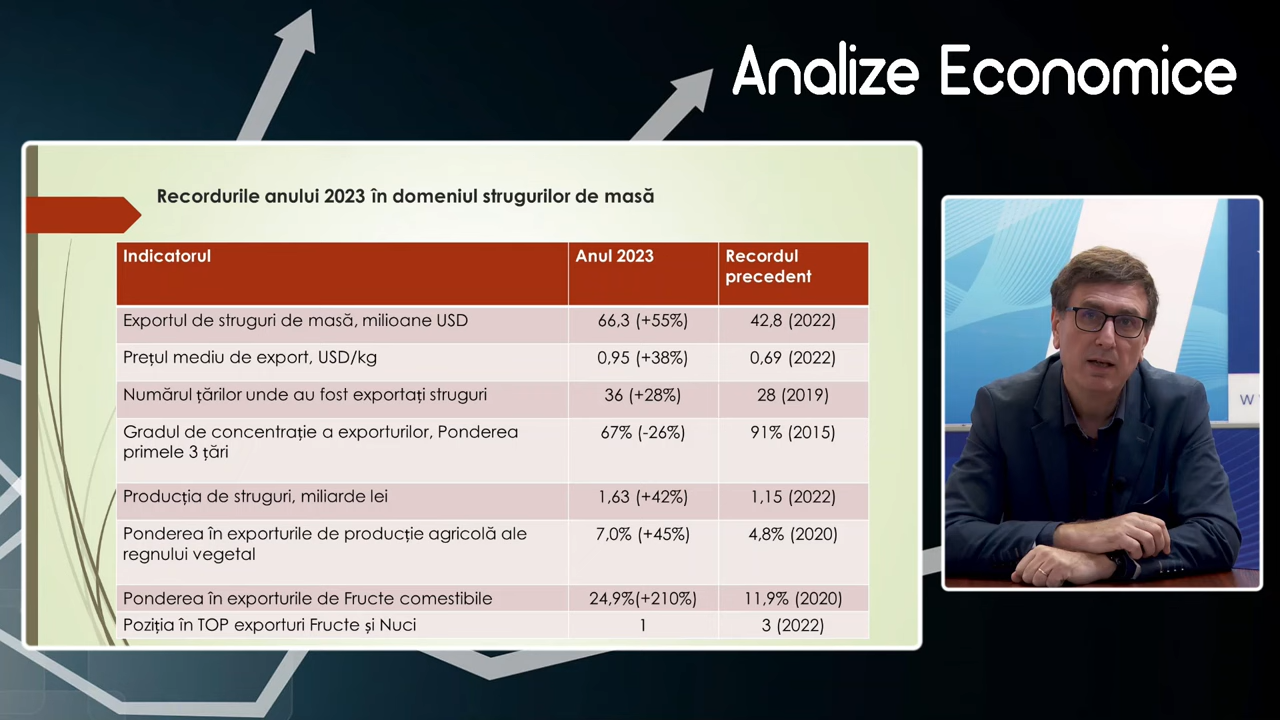 Analize Economice
Recordurile anului 2023 în domeniul strugurilor de masă
Indicatorul Anul 2023 Recordul
precedent
Exportul de struguri de masă, milioane USD 66,3 (+55%) 42,8 (2022)
Prețul mediu de export, USD/kg 0,95 (+38%) 0,69 (2022)
Numărul țărilor unde au fost exportați struguri 36 (+28%) 28 (2019)
Gradul de concentrație a exporturilor, Ponderea 67% (-26%) 91% (2015)
primele 3 țări
Producția de struguri, miliarde lei 1,63 (+42%) 1,15 (2022)
Ponderea în exporturile de producție agricolă ale 7,0% (+45%) 4,8% (2020)
regnului vegetal
Ponderea în exporturile de Fructe comestibile 24,9%(+210%) 11,9% (2020)
Poziția în TOP exporturi Fructe și Nuci 1 3 (2022)